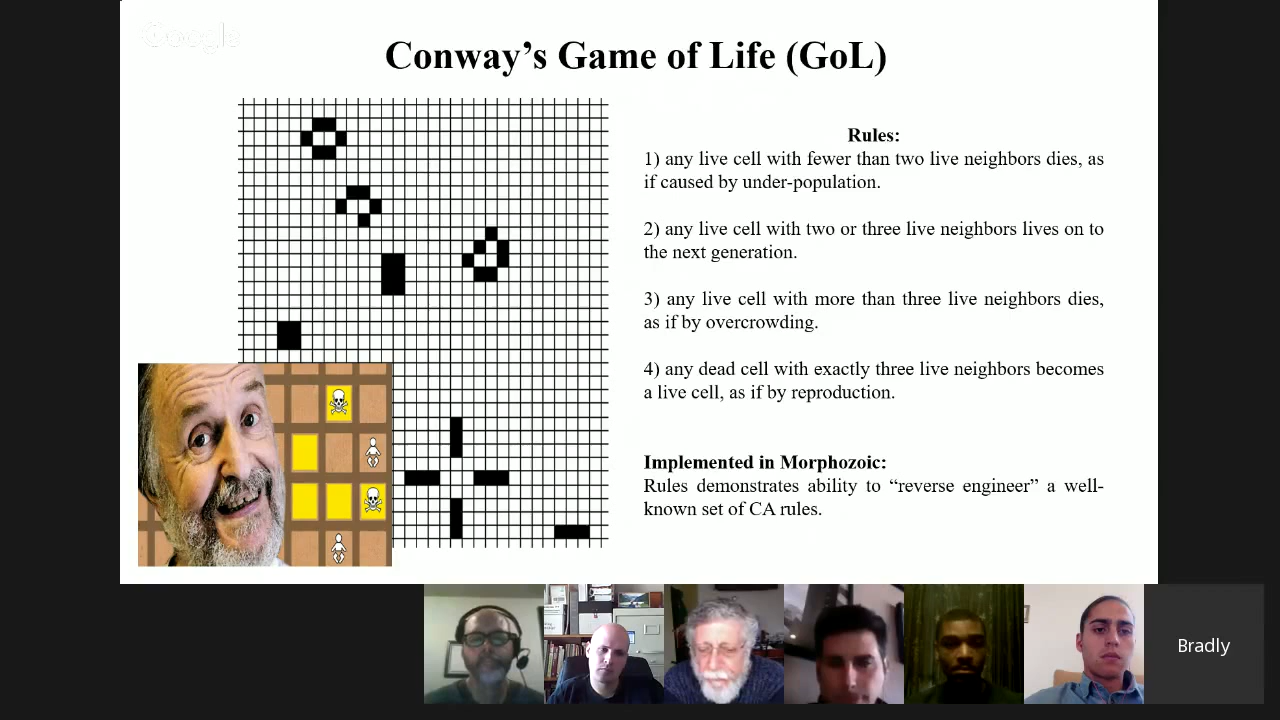 Google
Conway’s Game of Life (GoL)
Rules:
1) any live cell with fewer than two live neighbors dies, as
if caused by under-population.
2) any live cell with two or three live neighbors lives on to
the next generation.
3) any live cell with more than three live neighbors dies,
as if by overcrowding.
4) any dead cell with exactly three live neighbors becomes
a live cell, as if by reproduction.
Implemented in Morphozoic:
Rules demonstrates ability to “reverse engineer” a well-
known set of CA rules.
Bradly